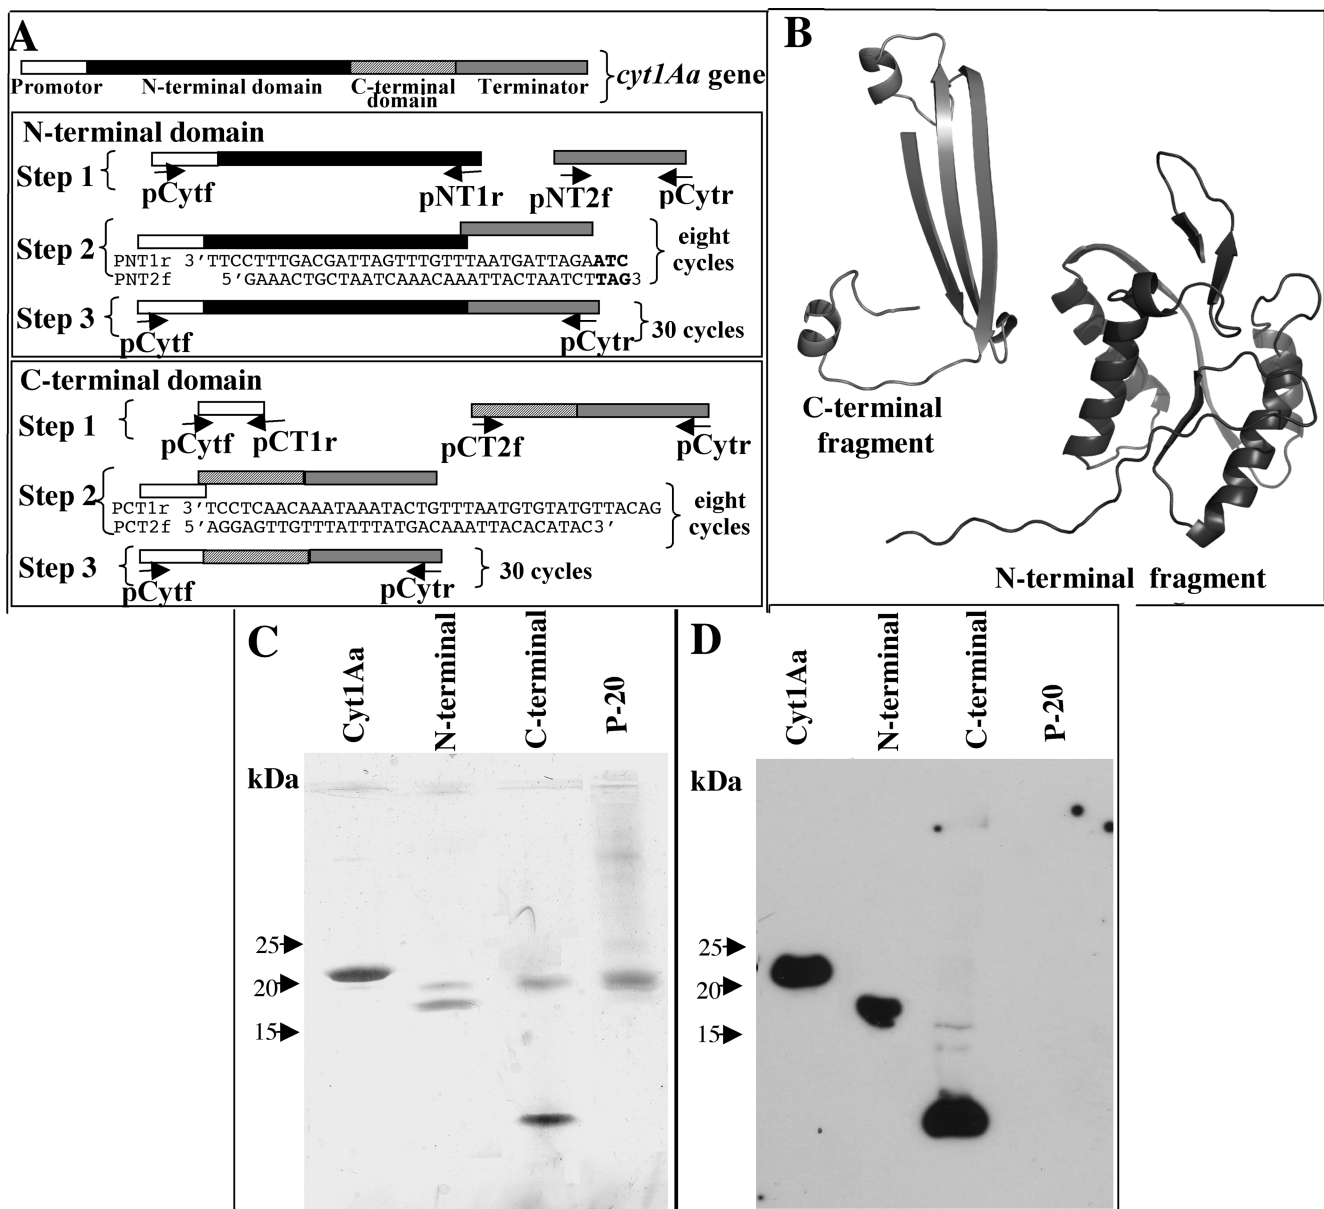 A
Promotor N-terminal domain C-terminal domain Terminator
cyt1Aa gene
N-terminal domain
Step 1
pCytf pNT1r pNT2f pCytr
Step 2
PNT1r 3'TTCCTTTGACGATTAGTTTGTTTAATGATTAGAATC
PNT2f 5'GAAACTGCTAATCAAACAAATTACTAATCTTAG3
eight cycles
Step 3
pCytf pCytr
30 cycles
C-terminal domain
Step 1
pCytf pCT1r pCT2f pCytr
Step 2
PCT1r 3'TCCTCAACAAATAAATACTGTTTAATGTGTATGTTACAG
PCT2f 5'AGGAGTTGTTTATTTATGACAAATTACACATAC3'
eight cycles
Step 3
pCytf pCytr
30 cycles
B
C-terminal
fragment
N-terminal fragment
C
Cyt1Aa
N-terminal
C-terminal
P-20
kDa
25
20
15
D
Cyt1Aa
N-terminal
C-terminal
P-20
kDa
25
20
15